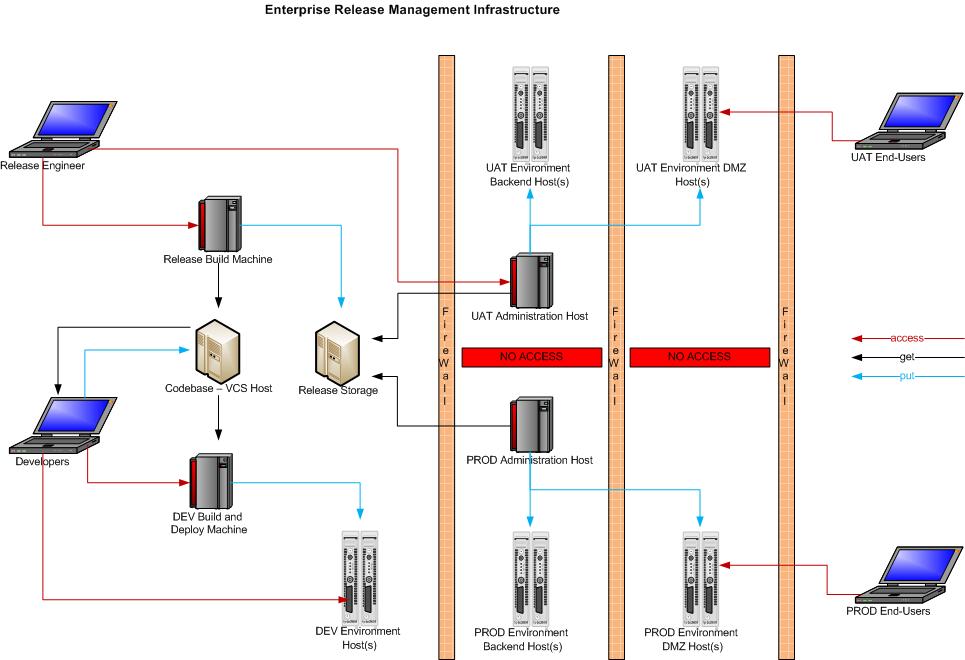 Enterprise Release Management Infrastructure
Release Engineer
UAT Environment
Backend Host(s)
UAT Environment DMZ
Host(s)
UAT End-Users
Release Build Machine
UAT Administration Host
FireWall
FireWall
FireWall
NO ACCESS
NO ACCESS
access
get
put
Codebase – VCS Host
Release Storage
Developers
PROD Administration Host
DEV Build and
Deploy Machine
DEV Environment
Host(s)
PROD Environment
Backend Host(s)
PROD Environment
DMZ Host(s)
PROD End-Users